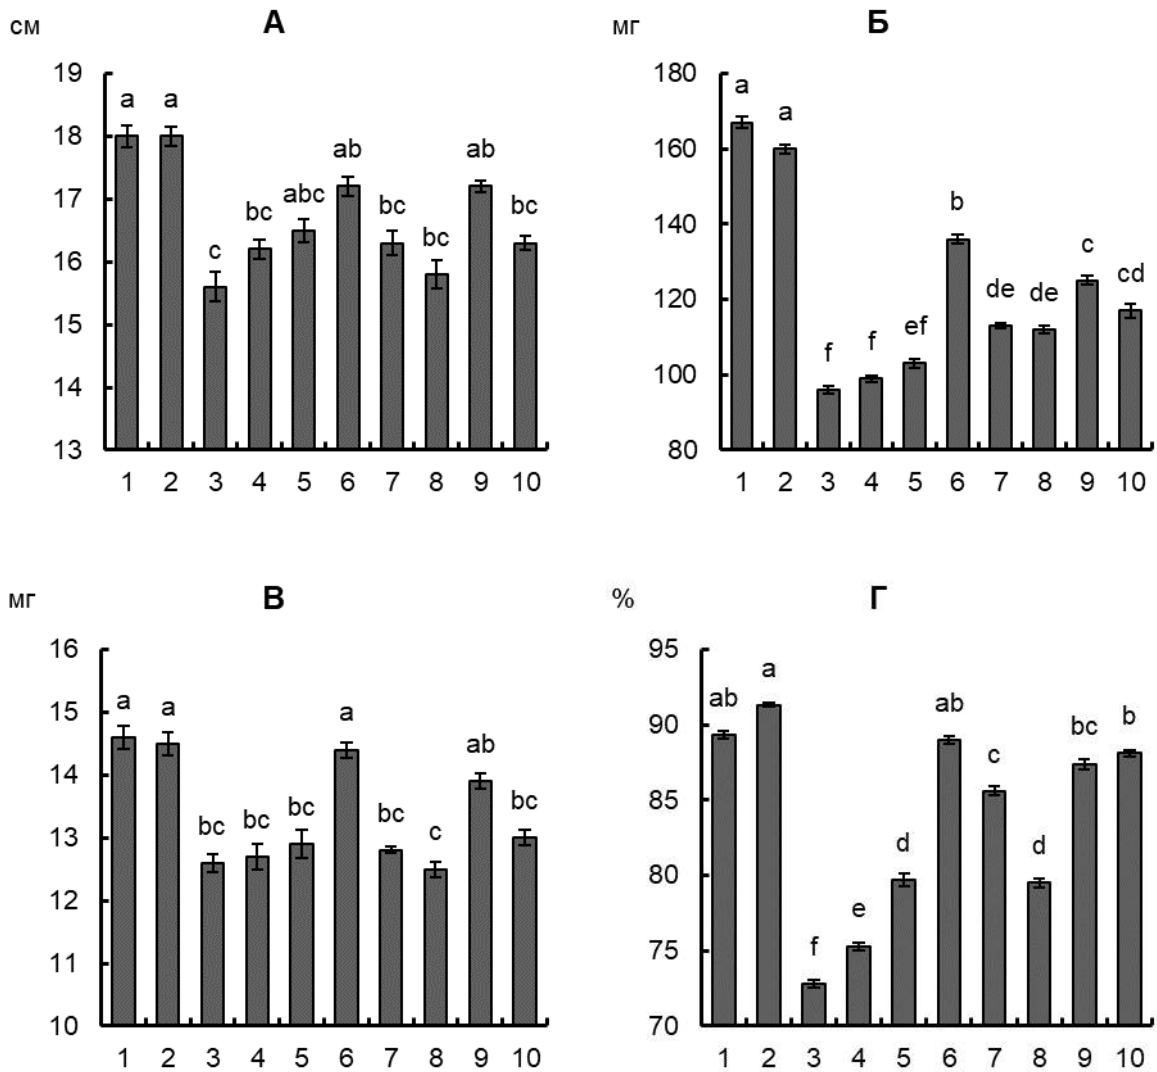 см А
19
18
17
16
15
14
13
a a c bc abc ab bc bc ab bc
1 2 3 4 5 6 7 8 9 10
мг Б
180
160
140
120
100
80
a a f f ef b de de c cd
1 2 3 4 5 6 7 8 9 10
мг В
16
15
14
13
12
11
10
a a bc bc bc a bc c ab bc
1 2 3 4 5 6 7 8 9 10
% Г
95
90
85
80
75
70
ab a f e d ab c d bc b
1 2 3 4 5 6 7 8 9 10